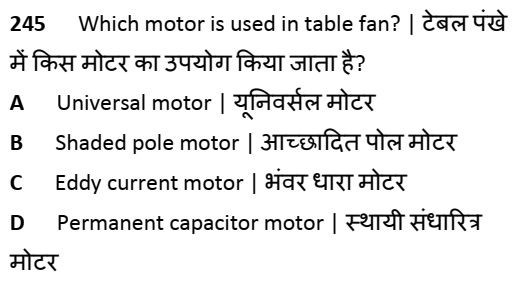 245 Which motor is used in table fan? | टेबल पंखे
में किस मोटर का उपयोग किया जाता है?
A Universal motor | यूनिवर्सल मोटर
B Shaded pole motor | आच्छादित पोल मोटर
C Eddy current motor | भंवर धारा मोटर
D Permanent capacitor motor | स्थायी संधारित्र
मोटर